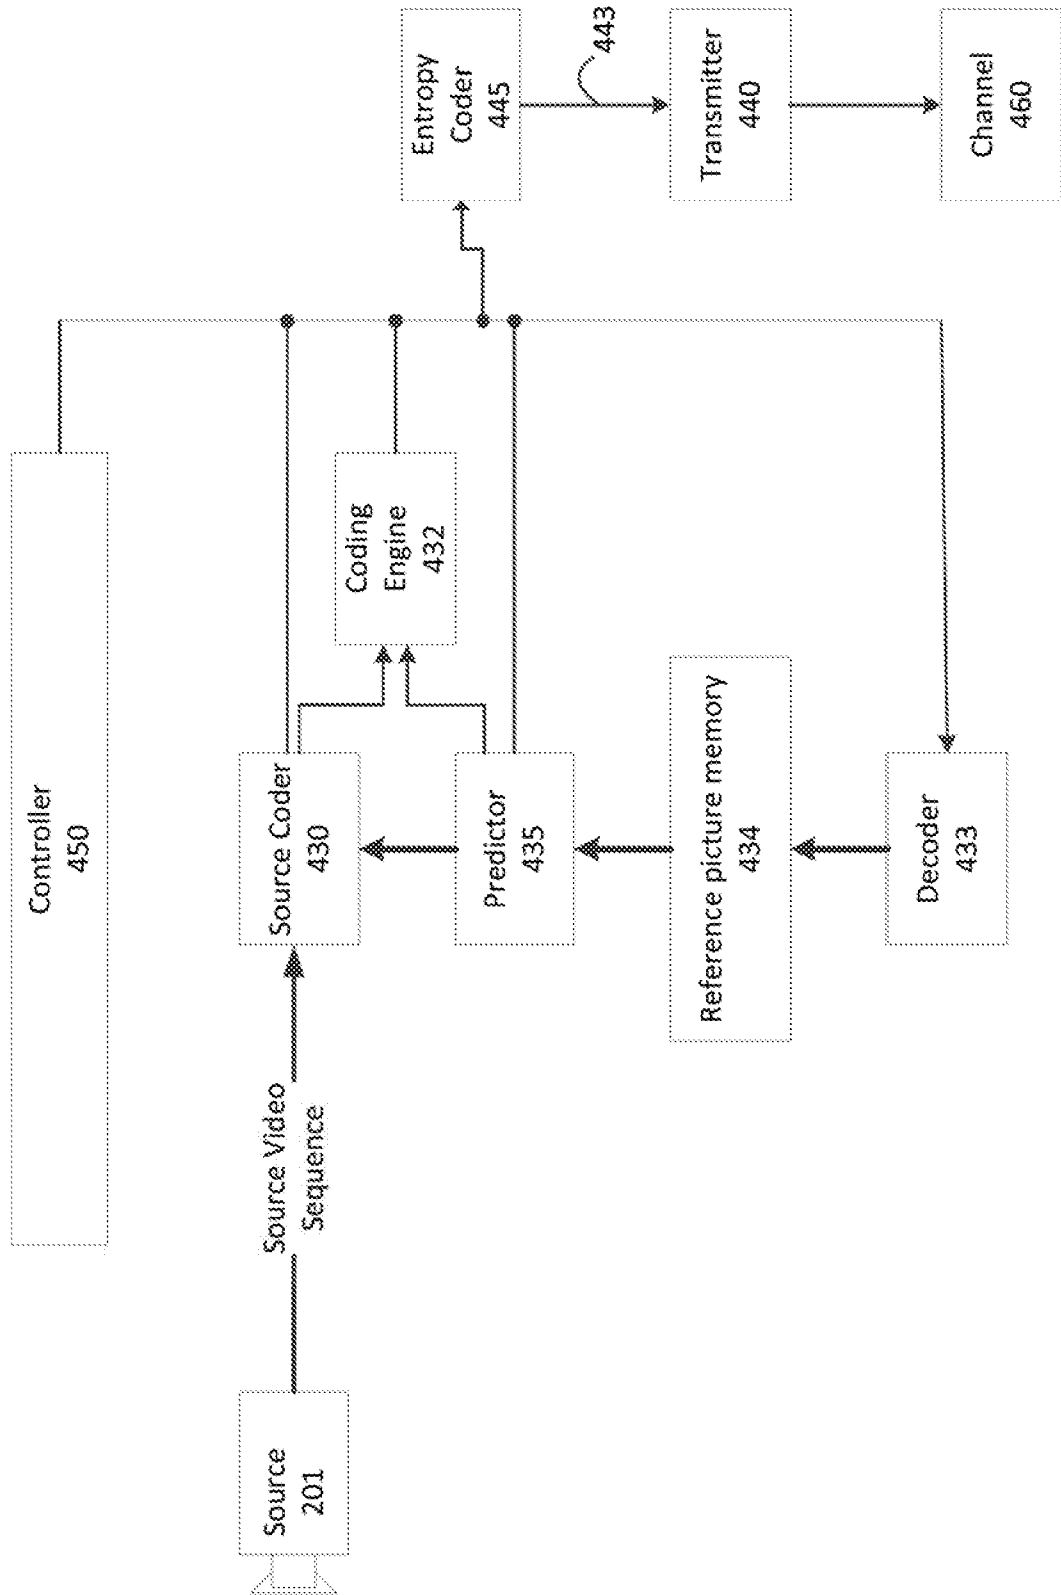 Controller
450
Source
201
Source Video
Sequence
Source Coder
430
Coding
Engine
432
Predictor
435
Reference picture memory
434
Decoder
433
Entropy
Coder
445
443
Transmitter
440
Channel
460